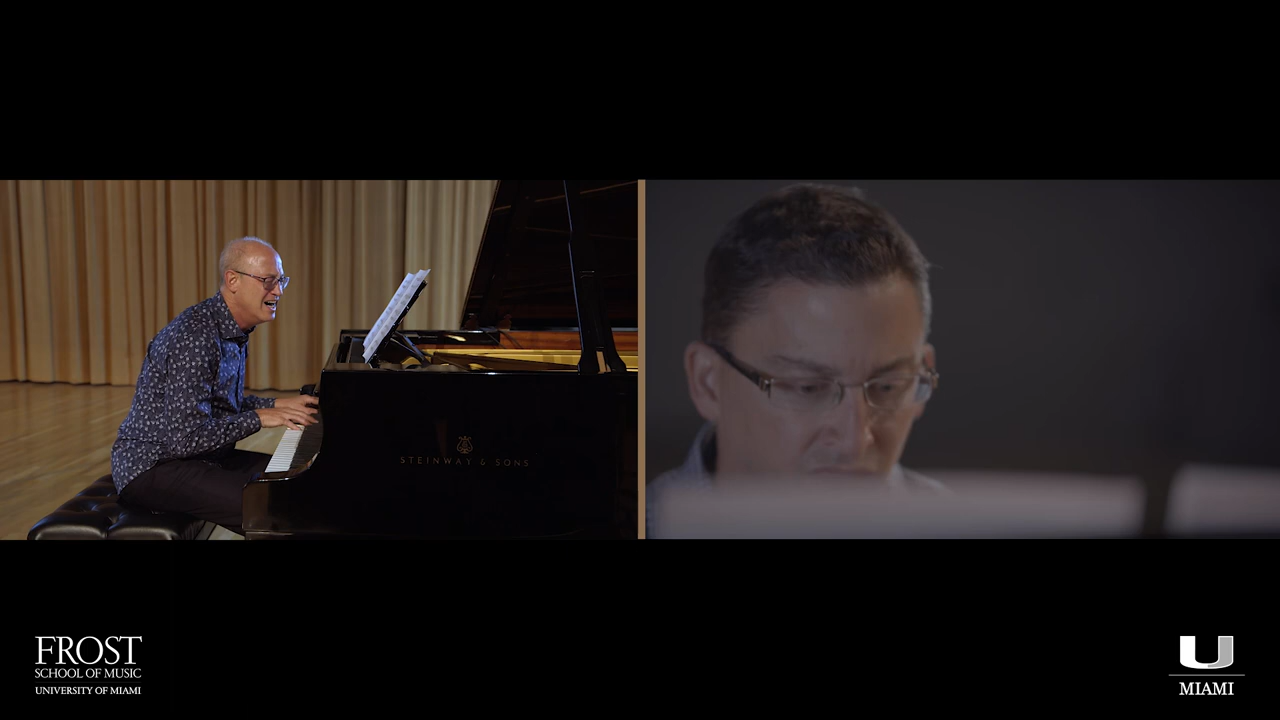 STEINWAY & SONS
FROST
SCHOOL OF MUSIC
UNIVERSITY OF MIAMI
U
MIAMI